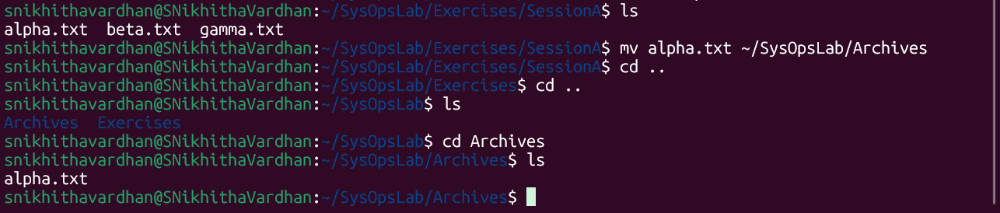 snikhithavardhan@SNikhithaVardhan:~/SysOpsLab/Exercises/SessionA$ ls
alpha.txt  beta.txt  gamma.txt
snikhithavardhan@SNikhithaVardhan:~/SysOpsLab/Exercises/SessionA$ mv alpha.txt ~/SysOpsLab/Archives
snikhithavardhan@SNikhithaVardhan:~/SysOpsLab/Exercises/SessionA$ cd ..
snikhithavardhan@SNikhithaVardhan:~/SysOpsLab/Exercises$ cd ..
snikhithavardhan@SNikhithaVardhan:~/SysOpsLab$ ls
Archives  Exercises
snikhithavardhan@SNikhithaVardhan:~/SysOpsLab$ cd Archives
snikhithavardhan@SNikhithaVardhan:~/SysOpsLab/Archives$ ls
alpha.txt
snikhithavardhan@SNikhithaVardhan:~/SysOpsLab/Archives$